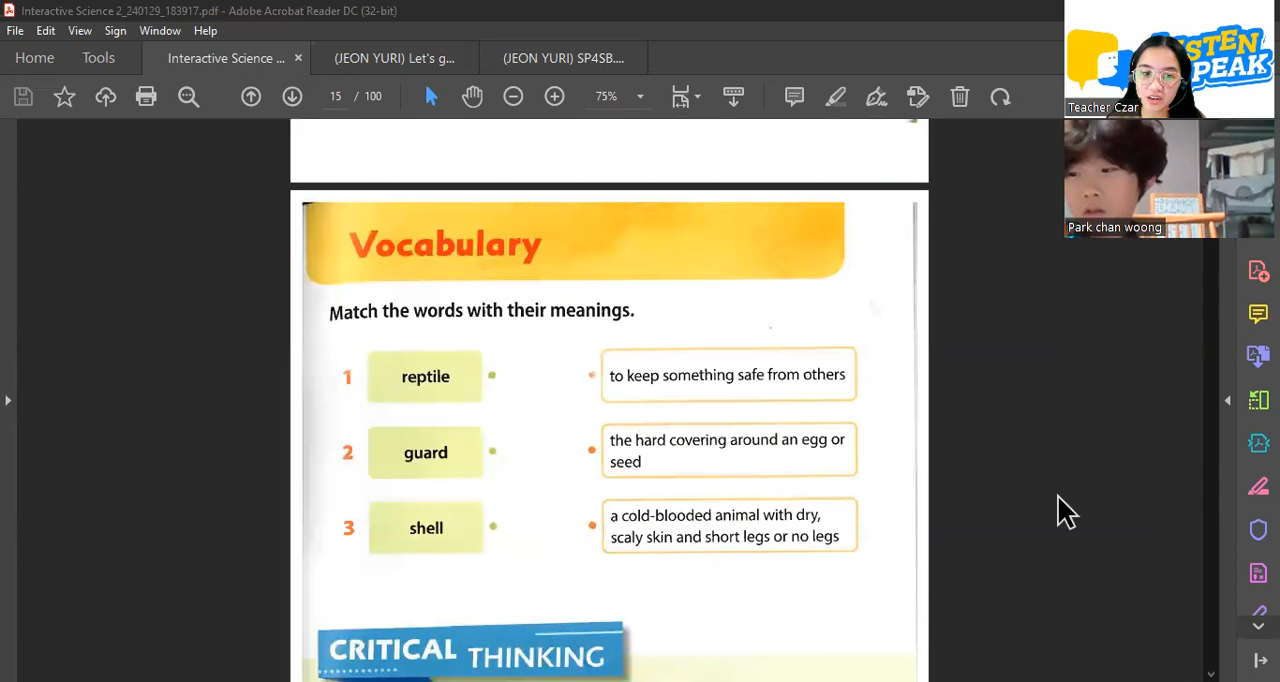 Interactive Science 2_240129_183917.pdf - Adobe Acrobat Reader DC (32-bit)
File Edit View Sign Window Help
Home Tools Interactive Science ... × (JEON YURI) Let's g... (JEON YURI) SP4SB....
15 / 100 75%
LISTEN
SPEAK
Teacher Czar
Park chan woong
Vocabulary
Match the words with their meanings.
1 reptile to keep something safe from others
2 guard the hard covering around an egg or
seed
3 shell a cold-blooded animal with dry,
scaly skin and short legs or no legs
CRITICAL THINKING